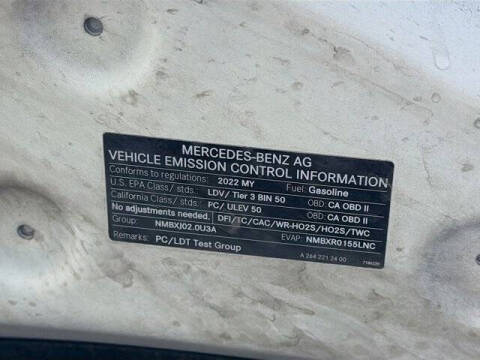 MERCEDES-BENZ AG
VEHICLE EMISSION CONTROL INFORMATION
Conforms to regulations: 2022 MY Fuel: Gasoline
U.S. EPA Class/ stds.: LDV/ Tier 3 BIN 50 OBD: CA OBD II
California Class/ stds.: PC/ ULEV 50 OBD: CA OBD II
No adjustments needed. DFI/TC/CAC/WR-HO2S/HO2S/TWC
Group: NMBXJ02.0U3A EVAP: NMBXR0155LNC
Remarks: PC/LDT Test Group A 264 221 24 00